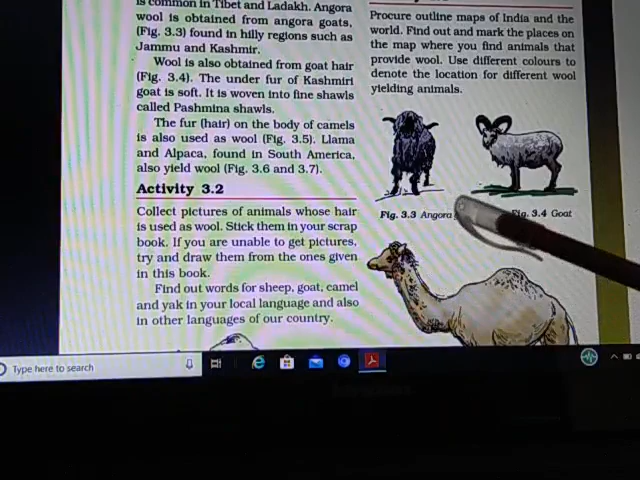 is common in Tibet and Ladakh. Angora
wool is obtained from angora goats,
(Fig. 3.3) found in hilly regions such as
Jammu and Kashmir.
Wool is also obtained from goat hair
(Fig. 3.4). The under fur of Kashmiri
goat is soft. It is woven into fine shawls
called Pashmina shawls.
The fur (hair) on the body of camels
is also used as wool (Fig. 3.5). Llama
and Alpaca, found in South America,
also yield wool (Fig. 3.6 and 3.7).
Activity 3.2
Collect pictures of animals whose hair
is used as wool. Stick them in your scrap
book. If you are unable to get pictures,
try and draw them from the ones given
in this book.
Find out words for sheep, goat, camel
and yak in your local language and also
in other languages of our country.
Procure outline maps of India and the
world. Find out and mark the places on
the map where you find animals that
provide wool. Use different colours to
denote the location for different wool
yielding animals.
Fig. 3.3 Angora
Fig. 3.4 Goat
Type here to search